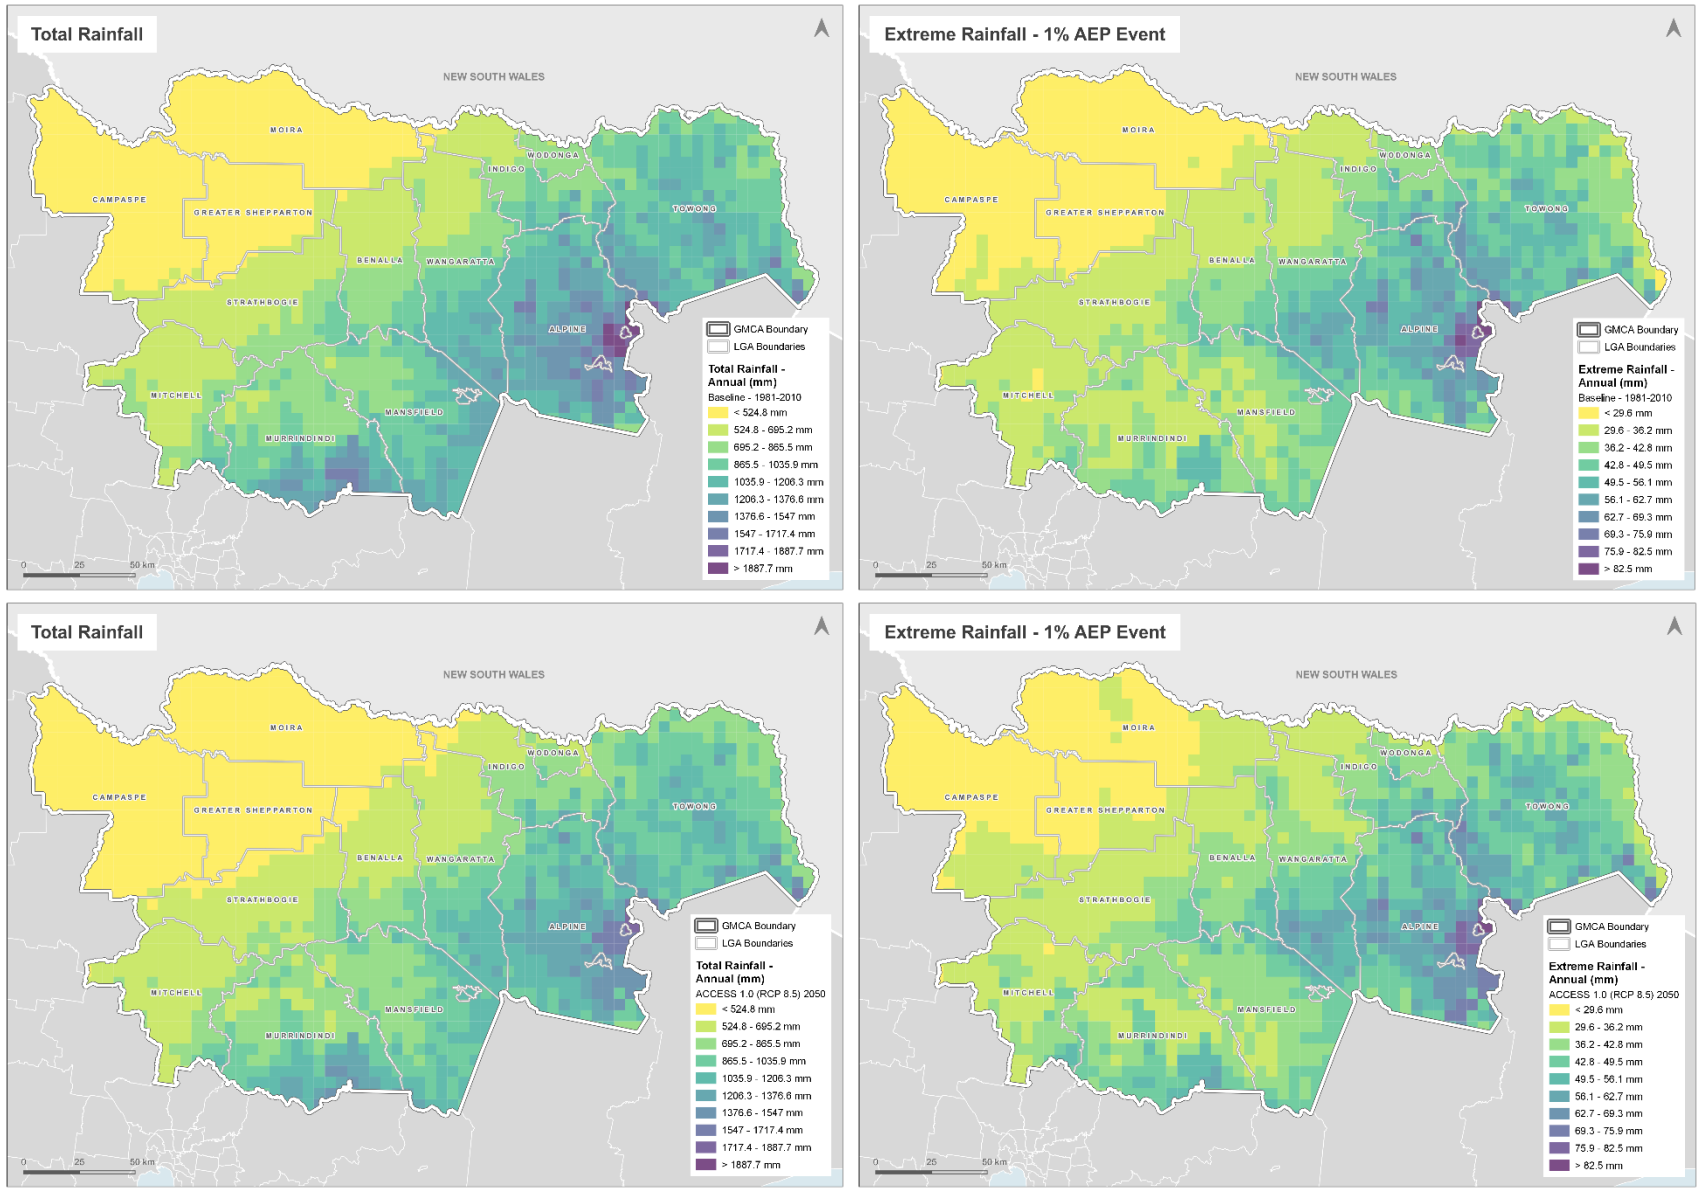 Total Rainfall
NEW SOUTH WALES
MOIRA
WODONGA
INDIGO
CAMPASPE
GREATER SHEPPARTON
TOWONG
BENALLA
WANGARATTA
STRATHBOGIE
ALPINE
MITCHELL
MANSFIELD
MURRINDINDI
GMCA Boundary
LGA Boundaries
Total Rainfall -
Annual (mm)
Baseline - 1981-2010
< 524.8 mm
524.8 - 695.2 mm
695.2 - 865.5 mm
865.5 - 1035.9 mm
1035.9 - 1206.3 mm
1206.3 - 1376.6 mm
1376.6 - 1547 mm
1547 - 1717.4 mm
1717.4 - 1887.7 mm
> 1887.7 mm
0 25 50 km
Extreme Rainfall - 1% AEP Event
NEW SOUTH WALES
MOIRA
WODONGA
INDIGO
CAMPASPE
GREATER SHEPPARTON
TOWONG
BENALLA
WANGARATTA
STRATHBOGIE
ALPINE
MITCHELL
MANSFIELD
MURRINDINDI
GMCA Boundary
LGA Boundaries
Extreme Rainfall -
Annual (mm)
Baseline - 1981-2010
< 29.6 mm
29.6 - 36.2 mm
36.2 - 42.8 mm
42.8 - 49.5 mm
49.5 - 56.1 mm
56.1 - 62.7 mm
62.7 - 69.3 mm
69.3 - 75.9 mm
75.9 - 82.5 mm
> 82.5 mm
0 25 50 km
Total Rainfall
NEW SOUTH WALES
MOIRA
WODONGA
INDIGO
CAMPASPE
GREATER SHEPPARTON
TOWONG
BENALLA
WANGARATTA
STRATHBOGIE
ALPINE
MITCHELL
MANSFIELD
MURRINDINDI
GMCA Boundary
LGA Boundaries
Total Rainfall -
Annual (mm)
ACCESS 1.0 (RCP 8.5) 2050
< 524.8 mm
524.8 - 695.2 mm
695.2 - 865.5 mm
865.5 - 1035.9 mm
1035.9 - 1206.3 mm
1206.3 - 1376.6 mm
1376.6 - 1547 mm
1547 - 1717.4 mm
1717.4 - 1887.7 mm
> 1887.7 mm
0 25 50 km
Extreme Rainfall - 1% AEP Event
NEW SOUTH WALES
MOIRA
WODONGA
INDIGO
CAMPASPE
GREATER SHEPPARTON
TOWONG
BENALLA
WANGARATTA
STRATHBOGIE
ALPINE
MITCHELL
MANSFIELD
MURRINDINDI
GMCA Boundary
LGA Boundaries
Extreme Rainfall -
Annual (mm)
ACCESS 1.0 (RCP 8.5) 2050
< 29.6 mm
29.6 - 36.2 mm
36.2 - 42.8 mm
42.8 - 49.5 mm
49.5 - 56.1 mm
56.1 - 62.7 mm
62.7 - 69.3 mm
69.3 - 75.9 mm
75.9 - 82.5 mm
> 82.5 mm
0 25 50 km